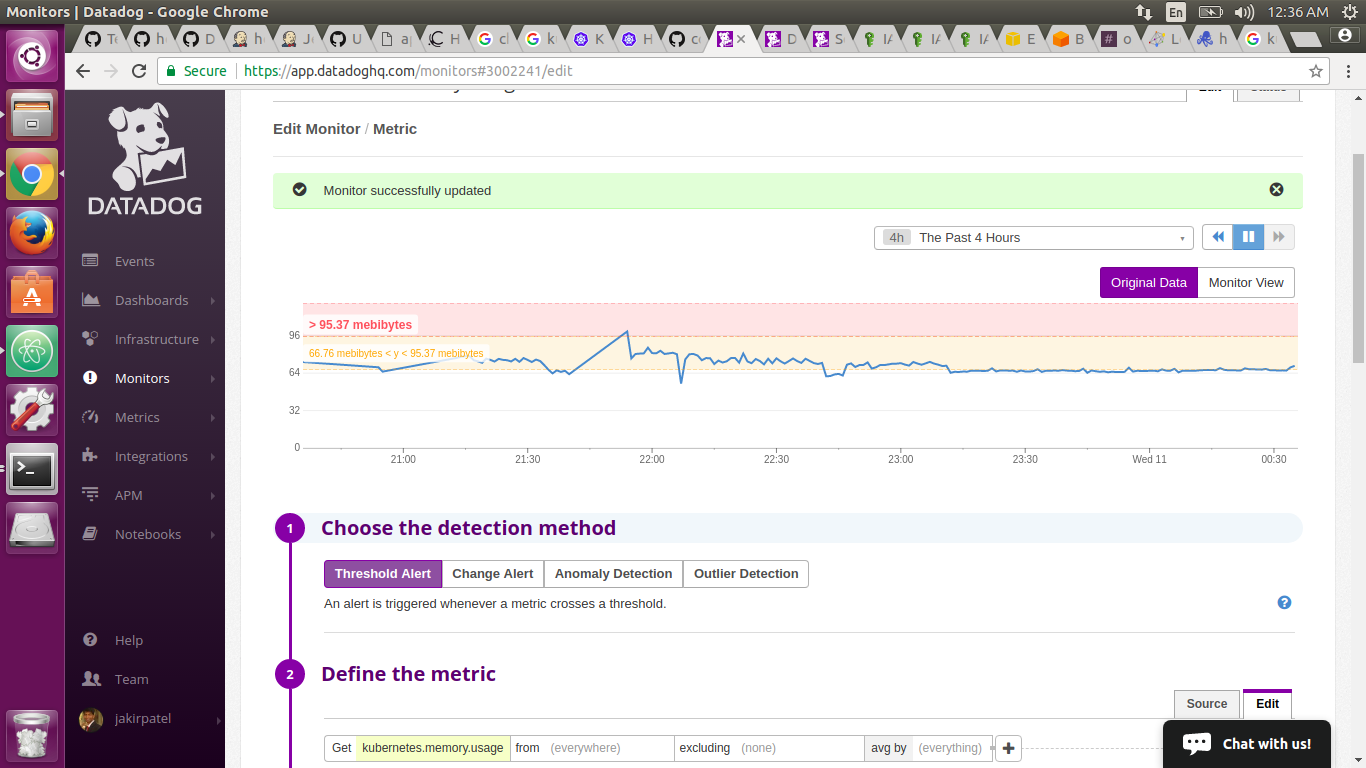 Monitors | Datadog - Google Chrome
En
12:36 AM
Secure
https://app.datadoghq.com/monitors#3002241/edit
DATADOG
Events
Dashboards
Infrastructure
Monitors
Metrics
Integrations
APM
Notebooks
Help
Team
jakirpatel
Edit Monitor / Metric
Monitor successfully updated
4h The Past 4 Hours
Original Data
Monitor View
> 95.37 mebibytes
66.76 mebibytes < y < 95.37 mebibytes
96
64
32
0
21:00
21:30
22:00
22:30
23:00
23:30
Wed 11
00:30
1
Choose the detection method
Threshold Alert
Change Alert
Anomaly Detection
Outlier Detection
An alert is triggered whenever a metric crosses a threshold.
2
Define the metric
Source
Edit
Get kubernetes.memory.usage from (everywhere) excluding (none) avg by (everything)
Chat with us!